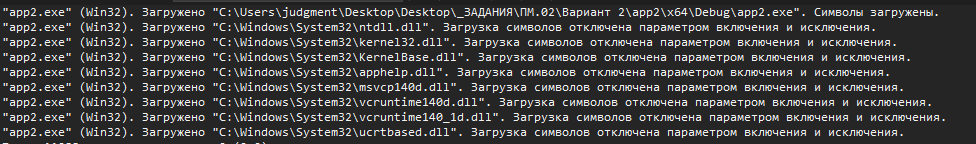 "app2.exe" (Win32). Загружено "C:\Users\judgment\Desktop\Desktop\_ЗАДАНИЯ\ПМ.02\Вариант 2\app2\x64\Debug\app2.exe". Символы загружены.
"app2.exe" (Win32). Загружено "C:\Windows\System32\ntdll.dll". Загрузка символов отключена параметром включения и исключения.
"app2.exe" (Win32). Загружено "C:\Windows\System32\kernel32.dll". Загрузка символов отключена параметром включения и исключения.
"app2.exe" (Win32). Загружено "C:\Windows\System32\KernelBase.dll". Загрузка символов отключена параметром включения и исключения.
"app2.exe" (Win32). Загружено "C:\Windows\System32\apphelp.dll". Загрузка символов отключена параметром включения и исключения.
"app2.exe" (Win32). Загружено "C:\Windows\System32\msvcp140d.dll". Загрузка символов отключена параметром включения и исключения.
"app2.exe" (Win32). Загружено "C:\Windows\System32\vcruntime140d.dll". Загрузка символов отключена параметром включения и исключения.
"app2.exe" (Win32). Загружено "C:\Windows\System32\vcruntime140_1d.dll". Загрузка символов отключена параметром включения и исключения.
"app2.exe" (Win32). Загружено "C:\Windows\System32\ucrtbased.dll". Загрузка символов отключена параметром включения и исключения.